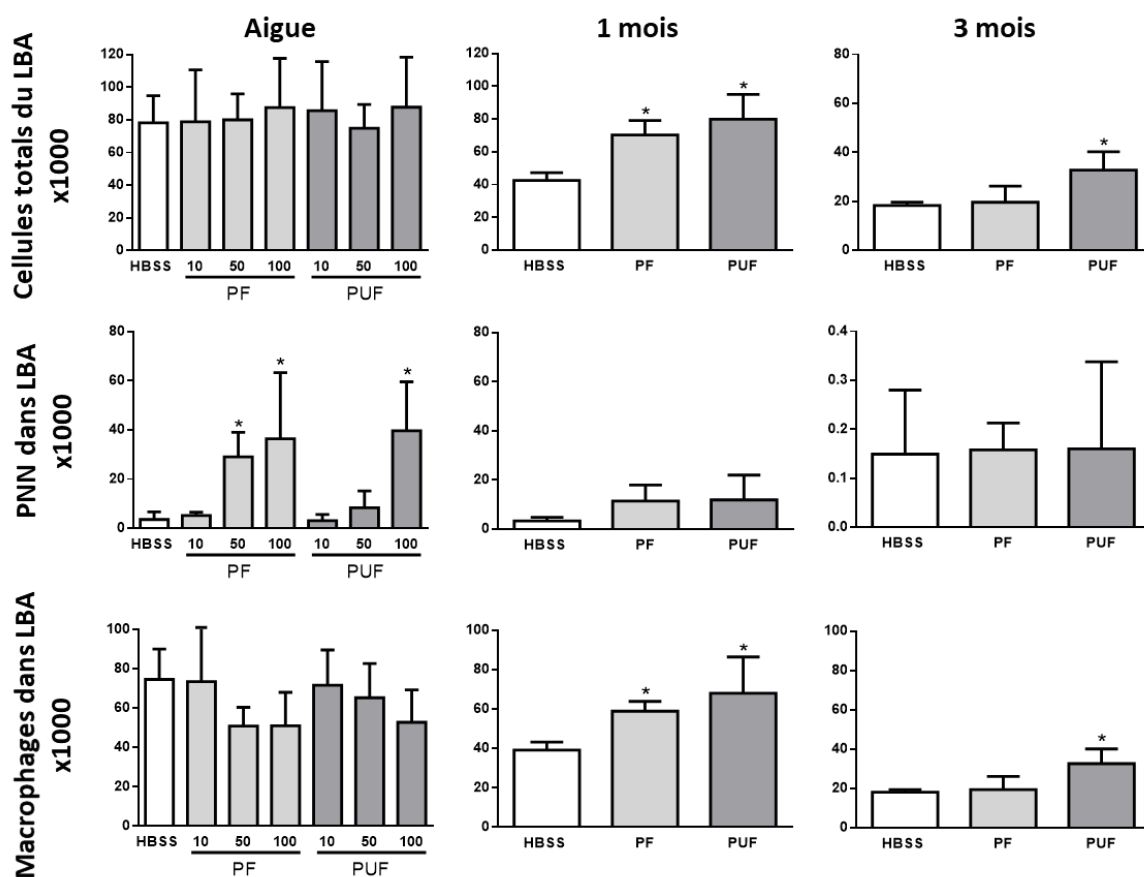 Aigue 1 mois 3 mois
Cellules totals du LBA
x1000
120
100
80
60
40
20
0
HBSS 10 50 100 10 50 100
PF PUF
120
100
80
60
40
20
0
HBSS PF PUF
* *
80
60
40
20
0
HBSS PF PUF
*
PNN dans LBA
x1000
80
60
40
20
0
HBSS 10 50 100 10 50 100
PF PUF
* * *
80
60
40
20
0
HBSS PF PUF
0.4
0.3
0.2
0.1
0.0
HBSS PF PUF
Macrophages dans LBA
x1000
100
80
60
40
20
0
HBSS 10 50 100 10 50 100
PF PUF
100
80
60
40
20
0
HBSS PF PUF
* *
100
80
60
40
20
0
HBSS PF PUF
*